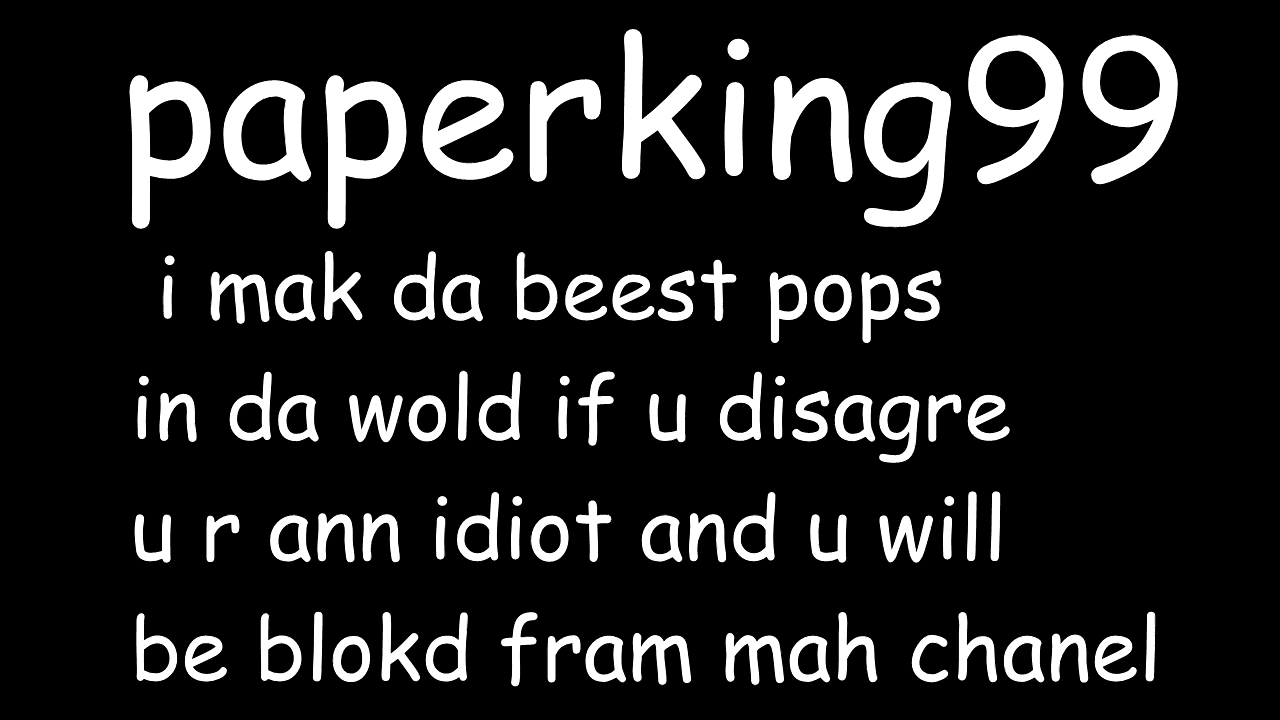 paperking99
i mak da beest pops
in da wold if u disagre
u r ann idiot and u will
be blokd fram mah chanel